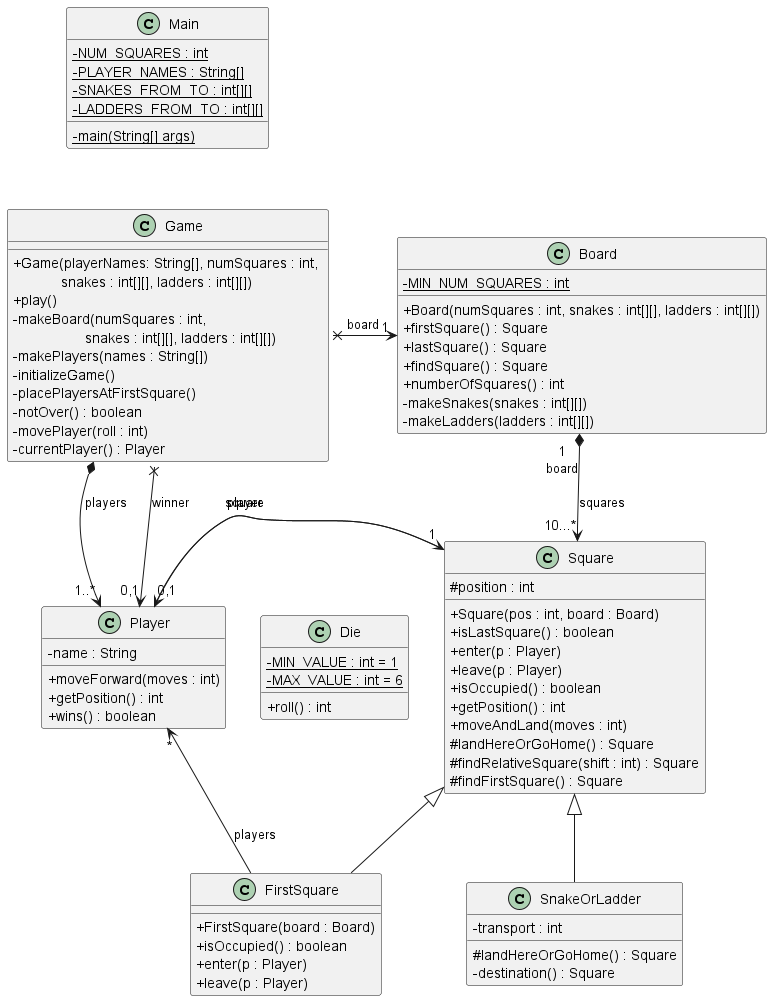 C Main
-NUM_SQUARES : int
-PLAYER_NAMES : String[]
-SNAKES_FROM_TO : int[][]
-LADDERS_FROM_TO : int[][]
-main(String[] args)
C Game
+Game(playerNames: String[], numSquares : int,
snakes : int[][], ladders : int[][])
+play()
-makeBoard(numSquares : int,
snakes : int[][], ladders : int[][])
-makePlayers(names : String[])
-initializeGame()
-placePlayersAtFirstSquare()
-notOver() : boolean
-movePlayer(roll : int)
-currentPlayer() : Player
board
1
C Board
-MIN_NUM_SQUARES : int
+Board(numSquares : int, snakes : int[][], ladders : int[][])
+firstSquare() : Square
+lastSquare() : Square
+findSquare() : Square
+numberOfSquares() : int
-makeSnakes(snakes : int[][])
-makeLadders(ladders : int[][])
1
board
squares
10...*
players
1..*
winner
0,1
square
player
0,1
1
C Player
-name : String
+moveForward(moves : int)
+getPosition() : int
+wins() : boolean
*
C Die
-MIN_VALUE : int = 1
-MAX_VALUE : int = 6
+roll() : int
C Square
#position : int
+Square(pos : int, board : Board)
+isLastSquare() : boolean
+enter(p : Player)
+leave(p : Player)
+isOccupied() : boolean
+getPosition() : int
+moveAndLand(moves : int)
#landHereOrGoHome() : Square
#findRelativeSquare(shift : int) : Square
#findFirstSquare() : Square
players
C FirstSquare
+FirstSquare(board : Board)
+isOccupied() : boolean
+enter(p : Player)
+leave(p : Player)
C SnakeOrLadder
-transport : int
#landHereOrGoHome() : Square
-destination() : Square